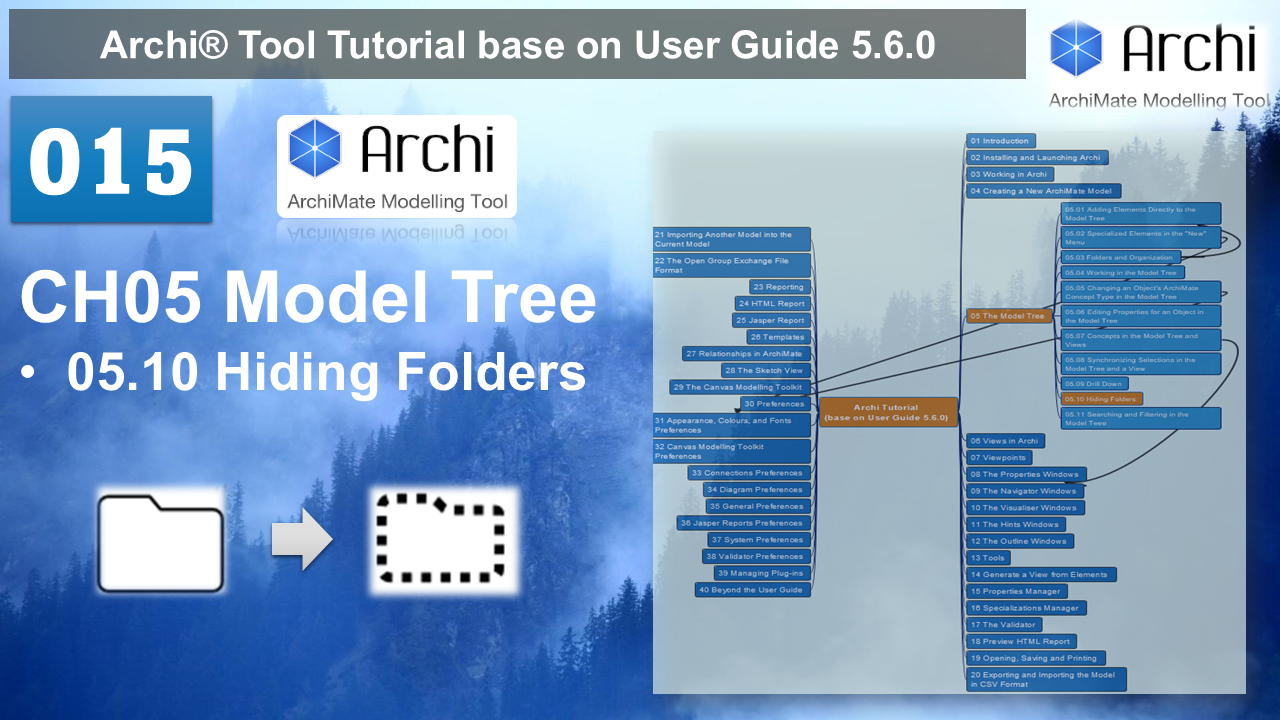 Archi® Tool Tutorial base on User Guide 5.6.0
Archi
ArchiMate Modelling Tool
015
Archi
ArchiMate Modelling Tool
CH05 Mode Tree
• 05.10 Hiding Folders
21 Importing Another Model into the
Current Model
22 The Open Group Exchange File
Format
23 Reporting
24 HTML Report
25 Jasper Report
26 Templates
27 Relationships in ArchiMate
28 The Sketch View
29 The Canvas Modelling Toolkit
30 Preferences
31 Appearance, Colours, and Fonts
Preferences
32 Canvas Modelling Toolkit
Preferences
33 Connections Preferences
34 Diagram Preferences
35 General Preferences
36 Jasper Reports Preferences
37 System Preferences
38 Validator Preferences
39 Managing Plug-ins
40 Beyond the User Guide
Archi Tutorial
(base on User Guide 5.6.0)
01 Introduction
02 Installing and Launching Archi
03 Working in Archi
04 Creating a New ArchiMate Model
05 The Model Tree
05.01 Adding Elements Directly to the
Model Tree
05.02 Specialized Elements in the "New"
Menu
05.03 Folders and Organization
05.04 Working in the Model Tree
05.05 Changing an Object's ArchiMate
Concept Type in the Model Tree
05.06 Editing Properties for an Object in
the Model Tree
05.07 Concepts in the Model Tree and
Views
05.08 Synchronizing Selections in the
Model Tree and a View
05.09 Drill Down
05.10 Hiding Folders
05.11 Searching and Filtering in the
Model Teee
06 Views in Archi
07 Viewpoints
08 The Properties Windows
09 The Navigator Windows
10 The Visualiser Windows
11 The Hints Windows
12 The Outline Windows
13 Tools
14 Generate a View from Elements
15 Properties Manager
16 Specializations Manager
17 The Validator
18 Preview HTML Report
19 Opening, Saving and Printing
20 Exporting and Importing the Model
in CSV Format